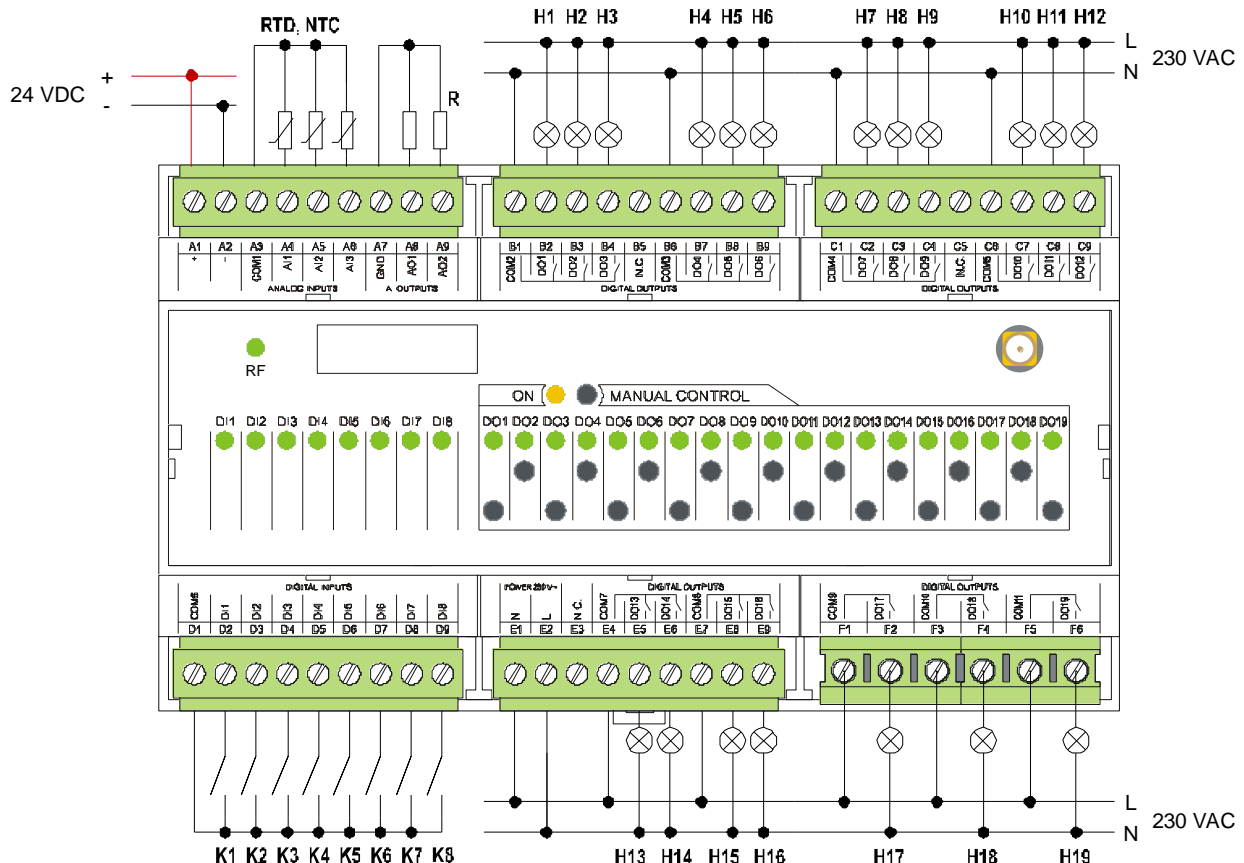 H1 H2 H3 H4 H5 H6 H7 H8 H9 H10 H11 H12
RTD, NTC
L
N
230 VAC
24 VDC
+
-
R
A1 A2 A3 A4 A5 A6 A7 A8 A9
+ - COM1 AI1 AI2 AI3 GND AO1 AO2
ANALOG INPUTS A. OUTPUTS
B1 B2 B3 B4 B5 B6 B7 B8 B9
COM2 DO1 DO2 DO3 N.C. COM3 DO4 DO5 DO6
DIGITAL OUTPUTS
C1 C2 C3 C4 C5 C6 C7 C8 C9
COM4 DO7 DO8 DO9 N.C. COM5 DO10 DO11 DO12
DIGITAL OUTPUTS
RF
ON MANUAL CONTROL
DI1 DI2 DI3 DI4 DI5 DI6 DI7 DI8
DO1 DO2 DO3 DO4 DO5 DO6 DO7 DO8 DO9 DO10 DO11 DO12 DO13 DO14 DO15 DO16 DO17 DO18 DO19
DIGITAL INPUTS
COM6 DI1 DI2 DI3 DI4 DI5 DI6 DI7 DI8
D1 D2 D3 D4 D5 D6 D7 D8 D9
POWER 230V~ DIGITAL OUTPUTS
N L N.C. COM7 DO13 DO14 COM8 DO15 DO16
E1 E2 E3 E4 E5 E6 E7 E8 E9
DIGITAL OUTPUTS
COM9 DO17 COM10 DO18 COM11 DO19
F1 F2 F3 F4 F5 F6
L
N
230 VAC
K1 K2 K3 K4 K5 K6 K7 K8 H13 H14 H15 H16 H17 H18 H19